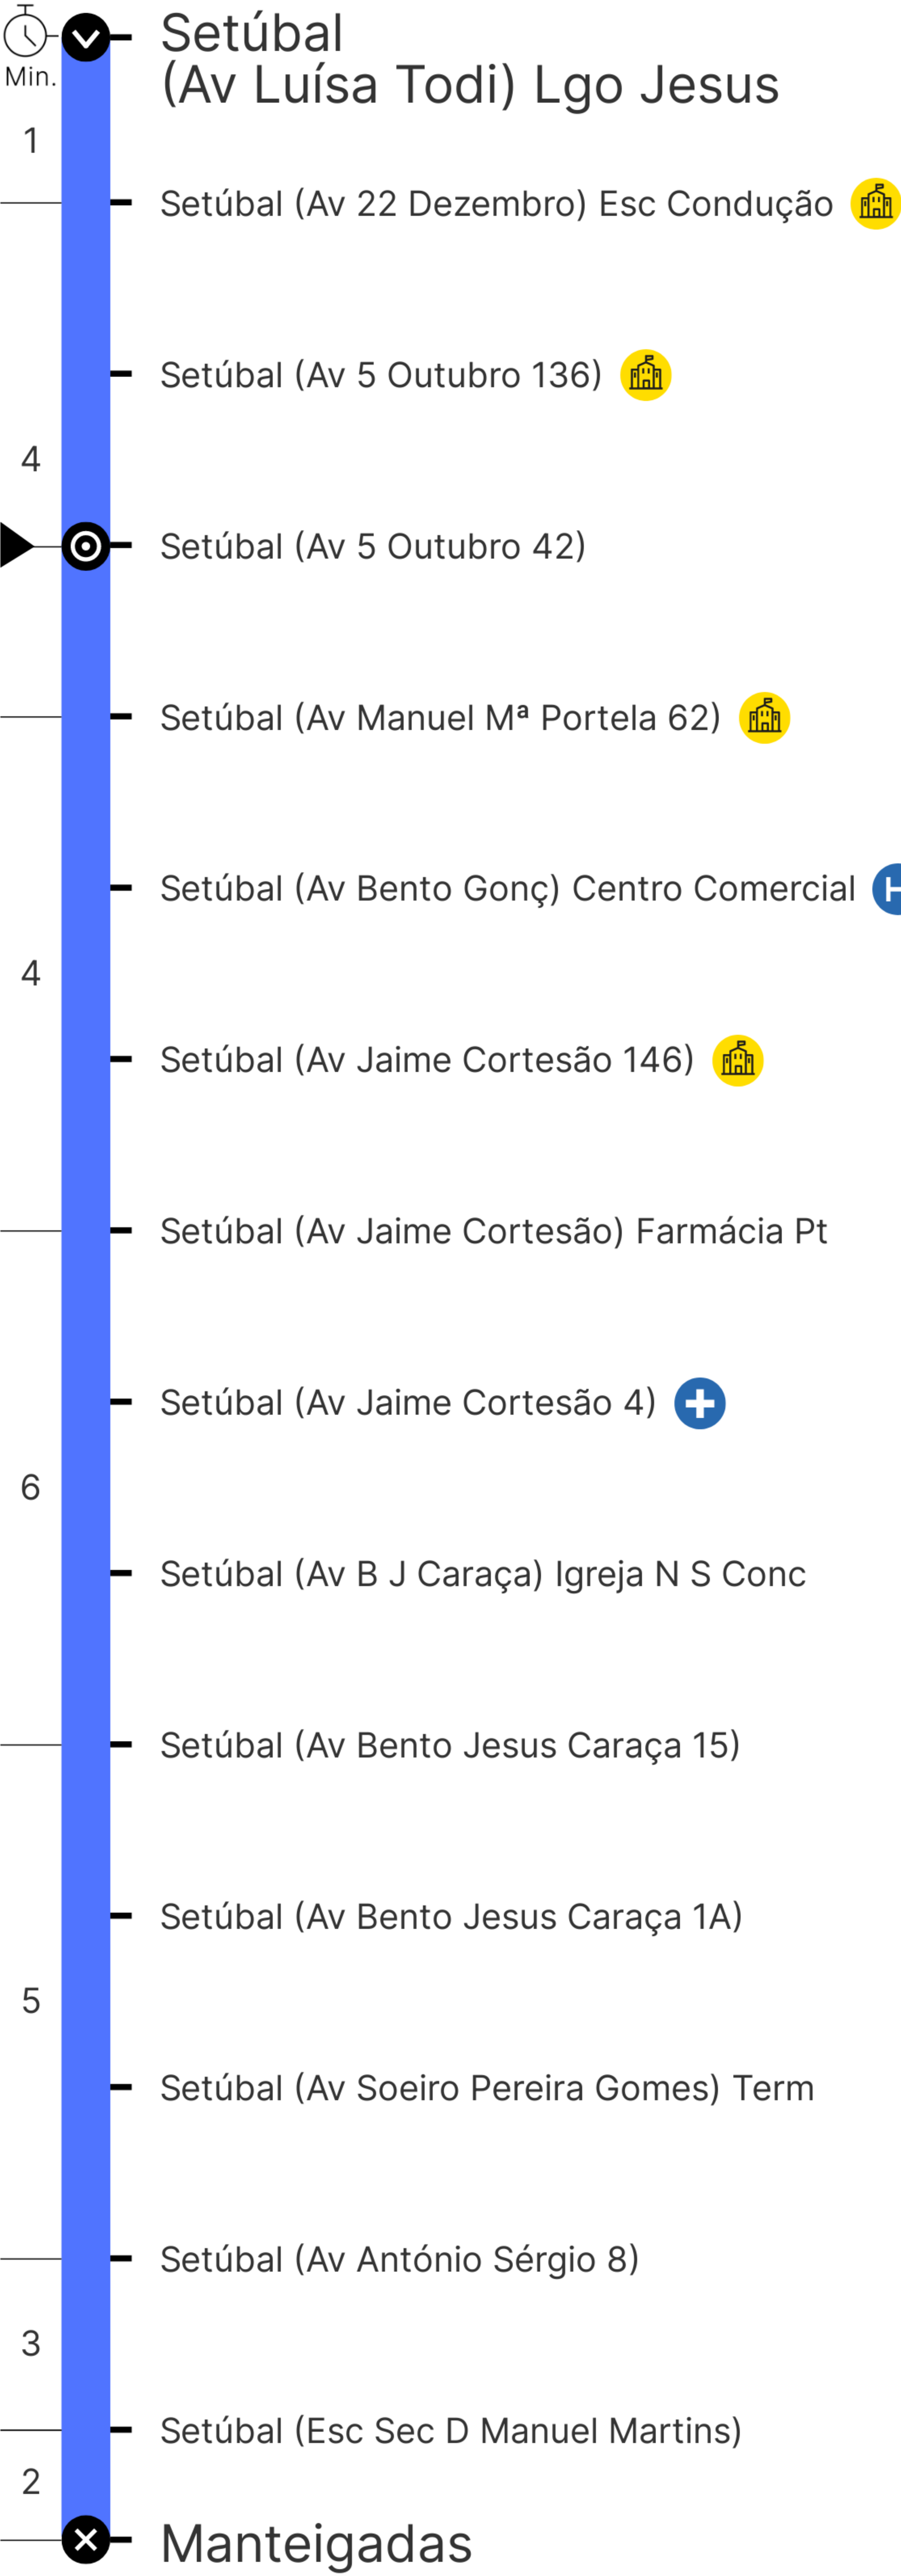 Min.
Setúbal
(Av Luísa Todi) Lgo Jesus
1
Setúbal (Av 22 Dezembro) Esc Condução
Setúbal (Av 5 Outubro 136)
4
Setúbal (Av 5 Outubro 42)
Setúbal (Av Manuel Mª Portela 62)
Setúbal (Av Bento Gonç) Centro Comercial H
4
Setúbal (Av Jaime Cortesão 146)
Setúbal (Av Jaime Cortesão) Farmácia Pt
Setúbal (Av Jaime Cortesão 4)
6
Setúbal (Av B J Caraça) Igreja N S Conc
Setúbal (Av Bento Jesus Caraça 15)
Setúbal (Av Bento Jesus Caraça 1A)
5
Setúbal (Av Soeiro Pereira Gomes) Term
Setúbal (Av António Sérgio 8)
3
Setúbal (Esc Sec D Manuel Martins)
2
Manteigadas